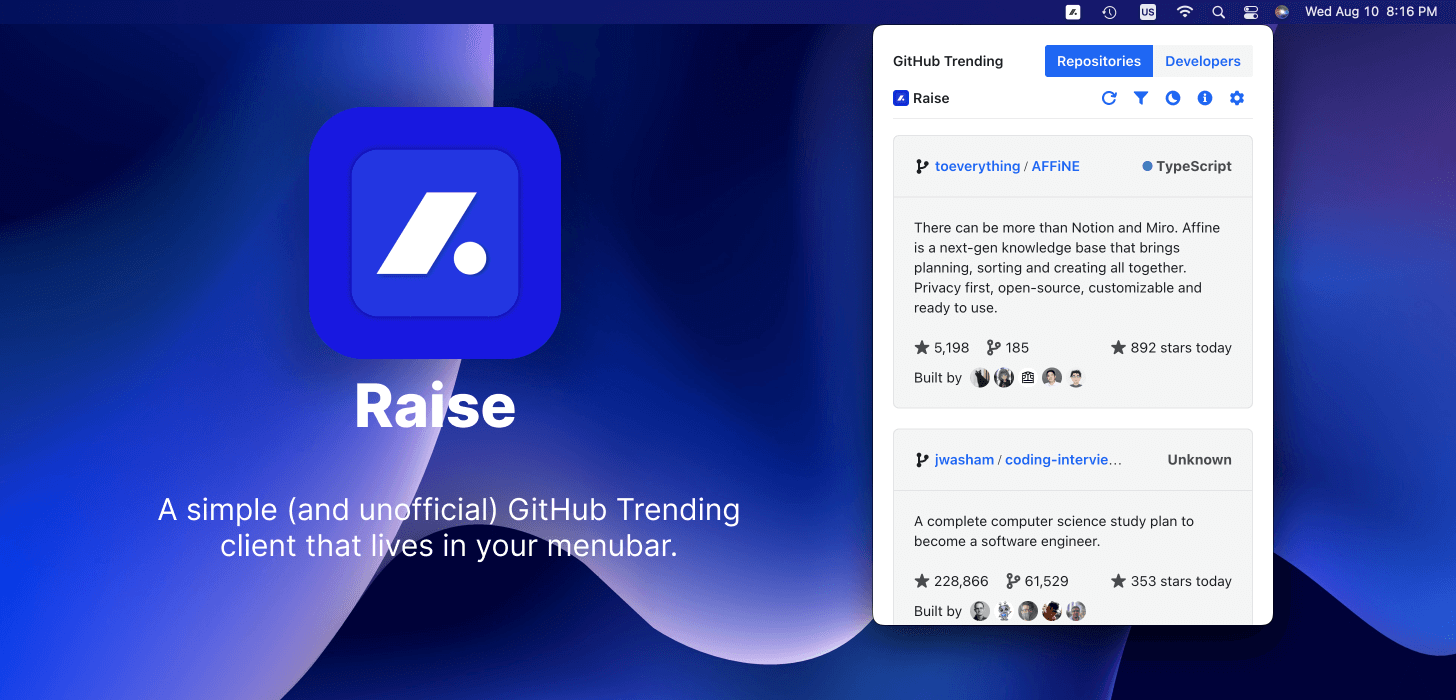 US
Wed Aug 10 8:16 PM
GitHub Trending
Repositories
Developers
Raise
toeverything / AFFiNE
TypeScript
There can be more than Notion and Miro. Affine
is a next-gen knowledge base that brings
planning, sorting and creating all together.
Privacy first, open-source, customizable and
ready to use.
5,198
185
892 stars today
Built by
jwasham / coding-intervie...
Unknown
A complete computer science study plan to
become a software engineer.
228,866
61,529
353 stars today
Built by
Raise
A simple (and unofficial) GitHub Trending
client that lives in your menubar.